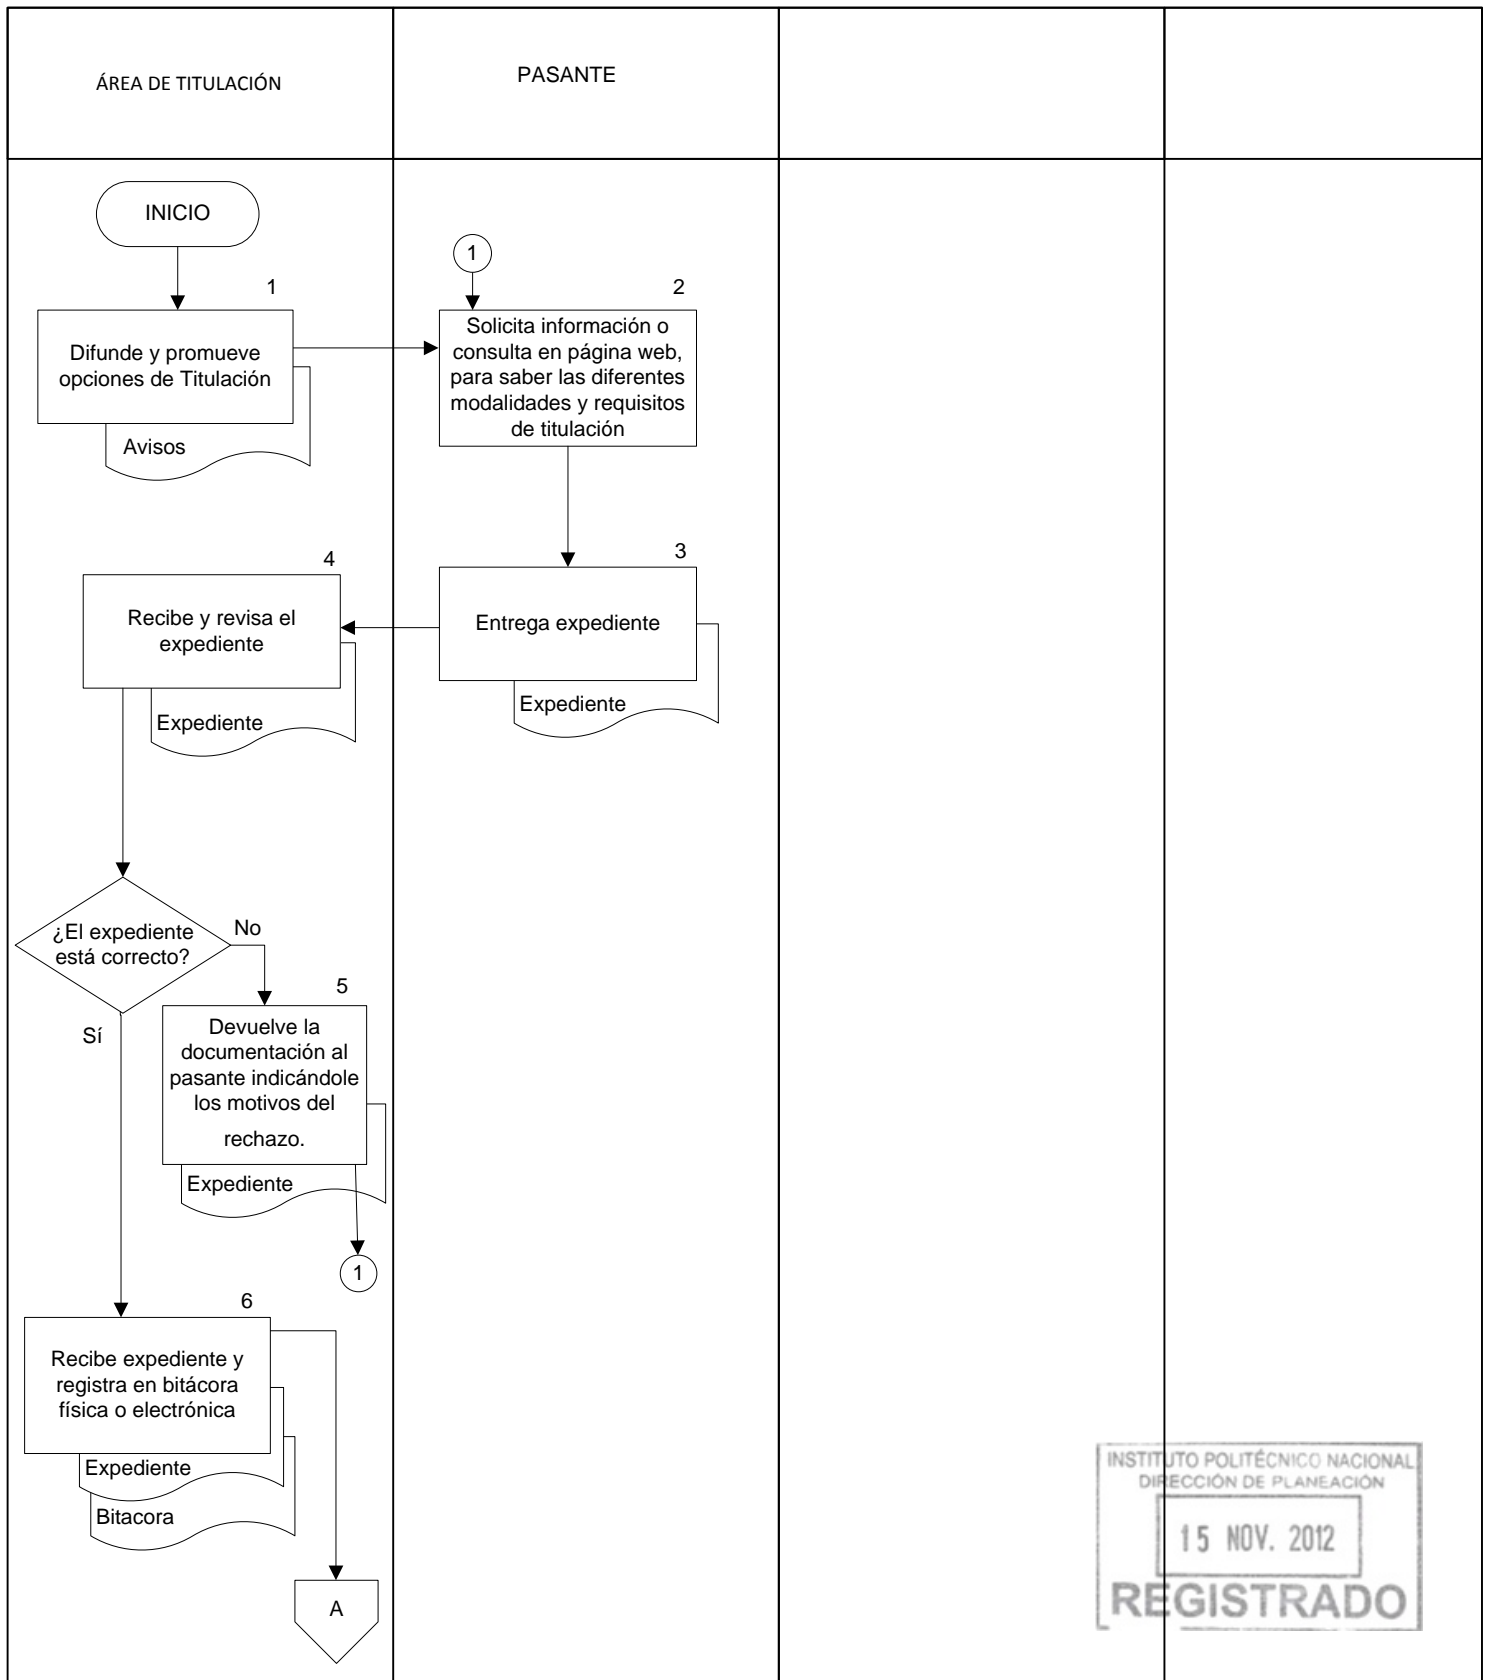 ÁREA DE TITULACIÓN
PASANTE
INICIO
1
1
Difunde y promueve
opciones de Titulación
Avisos
2
Solicita información o
consulta en página web,
para saber las diferentes
modalidades y requisitos
de titulación
3
Entrega expediente
Expediente
4
Recibe y revisa el
expediente
Expediente
¿El expediente
está correcto?
No
Sí
5
Devuelve la
documentación al
pasante indicándole
los motivos del
rechazo.
Expediente
1
6
Recibe expediente y
registra en bitácora
física o electrónica
Expediente
Bitacora
A
INSTITUTO POLITÉCNICO NACIONAL
DIRECCIÓN DE PLANEACIÓN
15 NOV. 2012
REGISTRADO